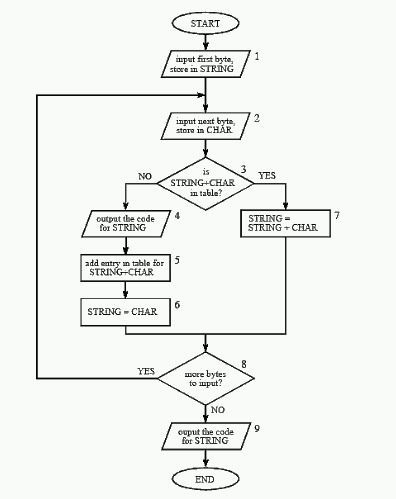 START
input first byte,
store in STRING
1
input next byte,
store in CHAR
2
is
STRING+CHAR
in table?
3
NO
YES
output the code
for STRING
4
STRING =
STRING + CHAR
7
add entry in table for
STRING+CHAR
5
STRING = CHAR
6
more bytes
to input?
8
YES
NO
ouput the code
for STRING
9
END